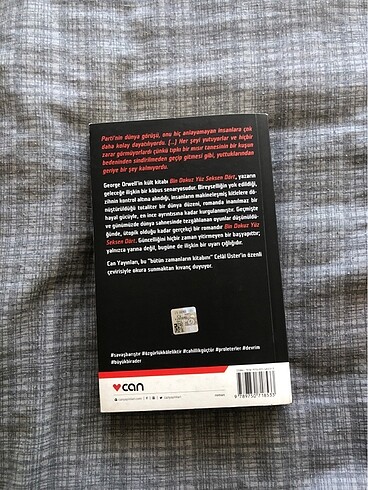 Parti'nin dünya görüşü, onu hiç anlayamayan insanlara çok
daha kolay dayatılıyordu. (...) Her şeyi yutuyorlar ve hiçbir
zarar görmüyorlardı çünkü tıpkı bir mısır tanesinin bir kuşun
bedeninden sindirilmeden geçip gitmesi gibi, yuttuklarından
geriye bir şey kalmıyordu.
George Orwell'in kült kitabı Bin Dokuz Yüz Seksen Dört, yazarın
geleceğe ilişkin bir kâbus senaryosudur. Bireyselliğin yok edildiği,
zihnin kontrol altına alındığı, insanların makineleşmiş kitlelere dö-
nüştürüldüğü totaliter bir dünya düzeni, romanda inanılmaz bir
hayal gücüyle, en ince ayrıntısına kadar kurgulanmıştır. Geçmişte
ve günümüzde dünya sahnesinde tezgâhlanan oyunlar düşünüldü-
ğünde, ütopik olduğu kadar gerçekçi bir romandır Bin Dokuz Yüz
Seksen Dört. Güncelliğini hiçbir zaman yitirmeyen bir başyapıttır;
yalnızca yarına değil, bugüne de ilişkin bir uyarı çığlığıdır.
Can Yayınları, bu "bütün zamanların kitabını" Celâl Üster'in özenli
çevirisiyle okura sunmaktan kıvanç duyuyor.
#savaşbarıştır #özgürlükköleliktir #cahillikgüçtür #proleterler #devrim
#büyükbirader
can
9 789750 718533